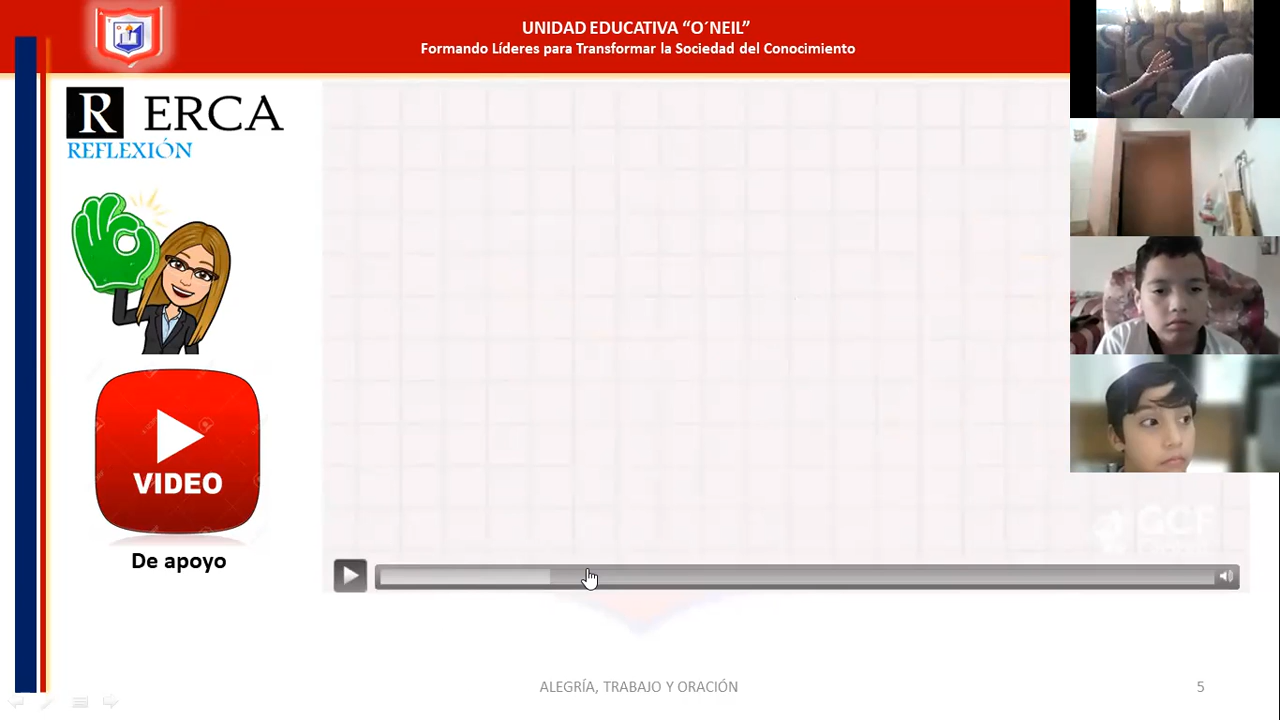 UNIDAD EDUCATIVA “O´NEIL”
Formando Líderes para Transformar la Sociedad del Conocimiento
R ERCA
REFLEXIÓN
VIDEO
De apoyo
GCF
ALEGRÍA, TRABAJO Y ORACIÓN
5